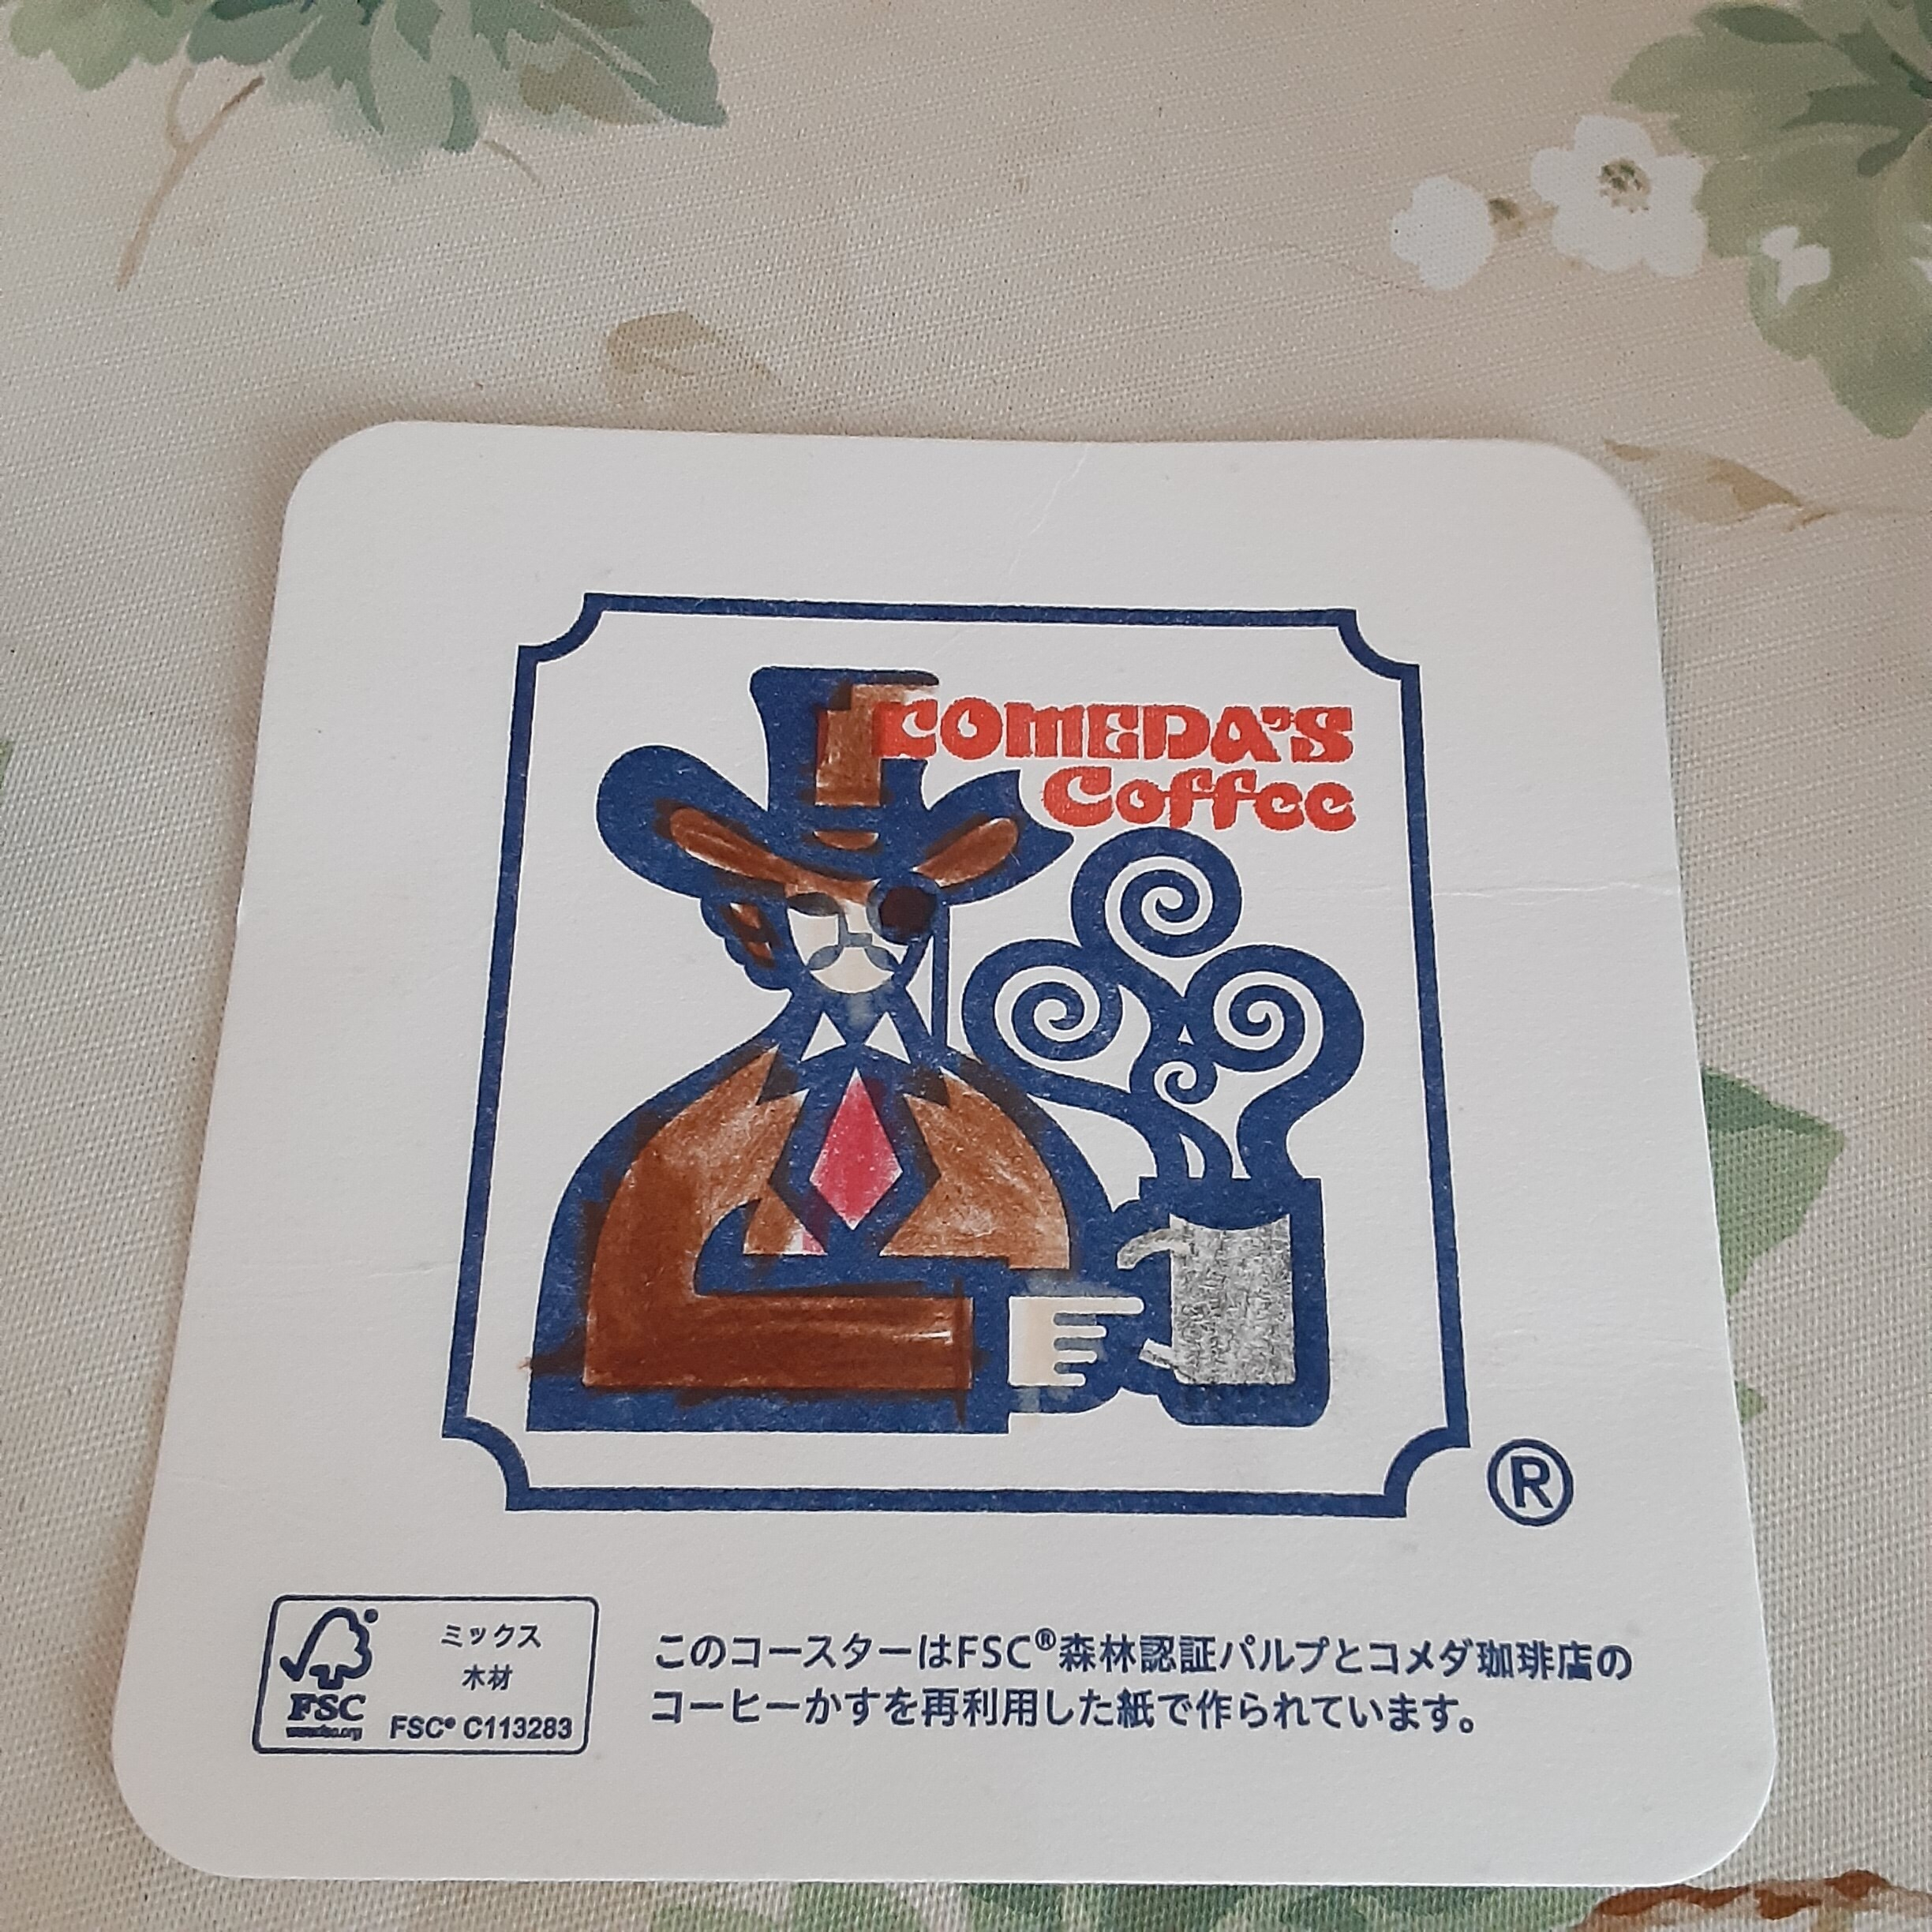 COMEDA'S
Coffee
®
ミックス
木材
FSC
FSC® C113283
このコースターはFSC®森林認証パルプとコメダ珈琲店の
コーヒーかすを再利用した紙で作られています。